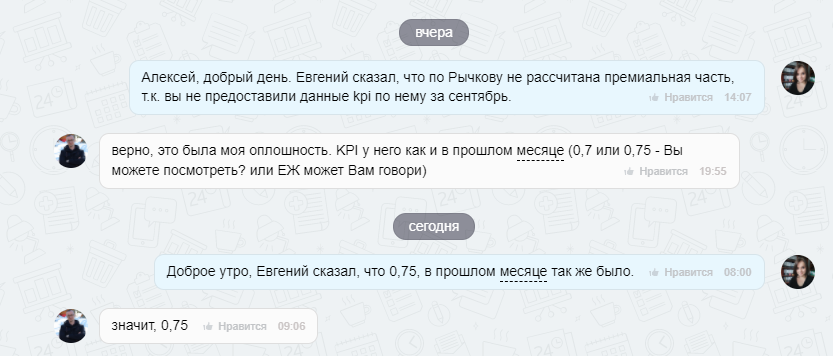 вчера
Алексей, добрый день. Евгений сказал, что по Рычкову не рассчитана премиальная часть,
т.к. вы не предоставили данные kpi по нему за сентябрь.
Нравится 14:07
верно, это была моя оплошность. KPI у него как и в прошлом месяце (0,7 или 0,75 - Вы
можете посмотреть? или ЕЖ может Вам говори)
Нравится 19:55
сегодня
Доброе утро, Евгений сказал, что 0,75, в прошлом месяце так же было.
Нравится 08:00
значит, 0,75
Нравится 09:06